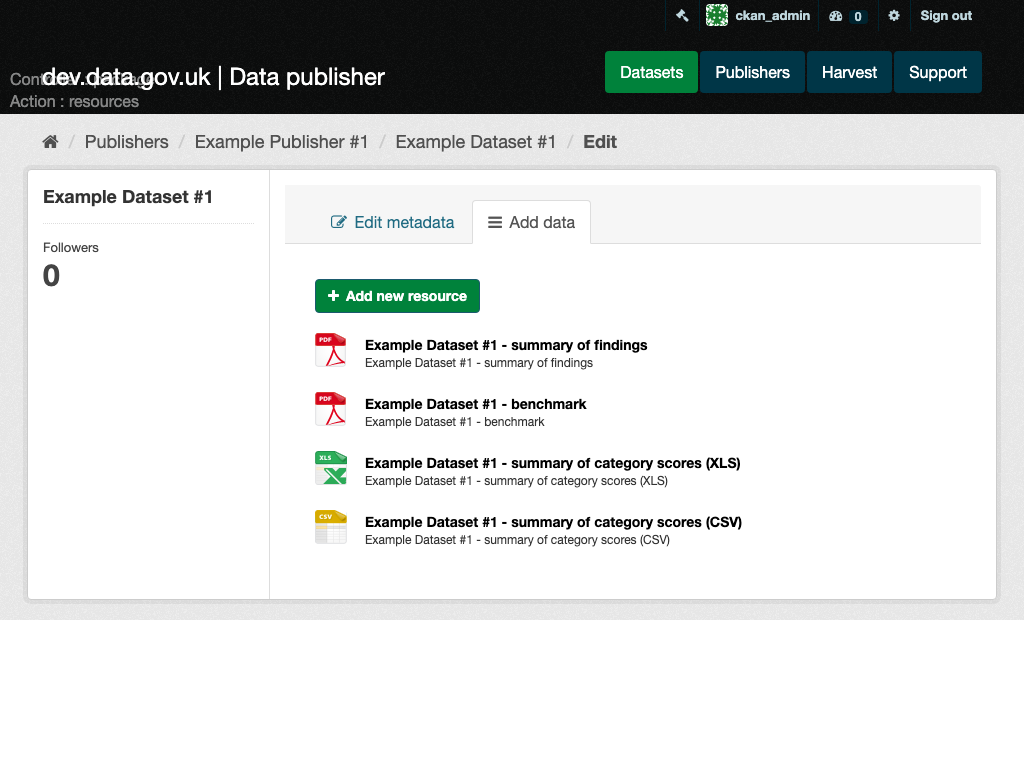 ckan_admin 0 Sign out
Controller : package
Action : resources
dev.data.gov.uk | Data publisher
Datasets Publishers Harvest Support
/ Publishers / Example Publisher #1 / Example Dataset #1 / Edit
Example Dataset #1
Followers
0
Edit metadata Add data
Add new resource
PDF
Example Dataset #1 - summary of findings
Example Dataset #1 - summary of findings
PDF
Example Dataset #1 - benchmark
Example Dataset #1 - benchmark
XLS
Example Dataset #1 - summary of category scores (XLS)
Example Dataset #1 - summary of category scores (XLS)
CSV
Example Dataset #1 - summary of category scores (CSV)
Example Dataset #1 - summary of category scores (CSV)